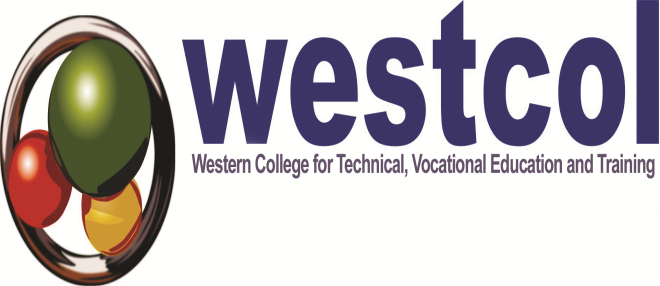 westcol
Western College for Technical, Vocational Education and Training